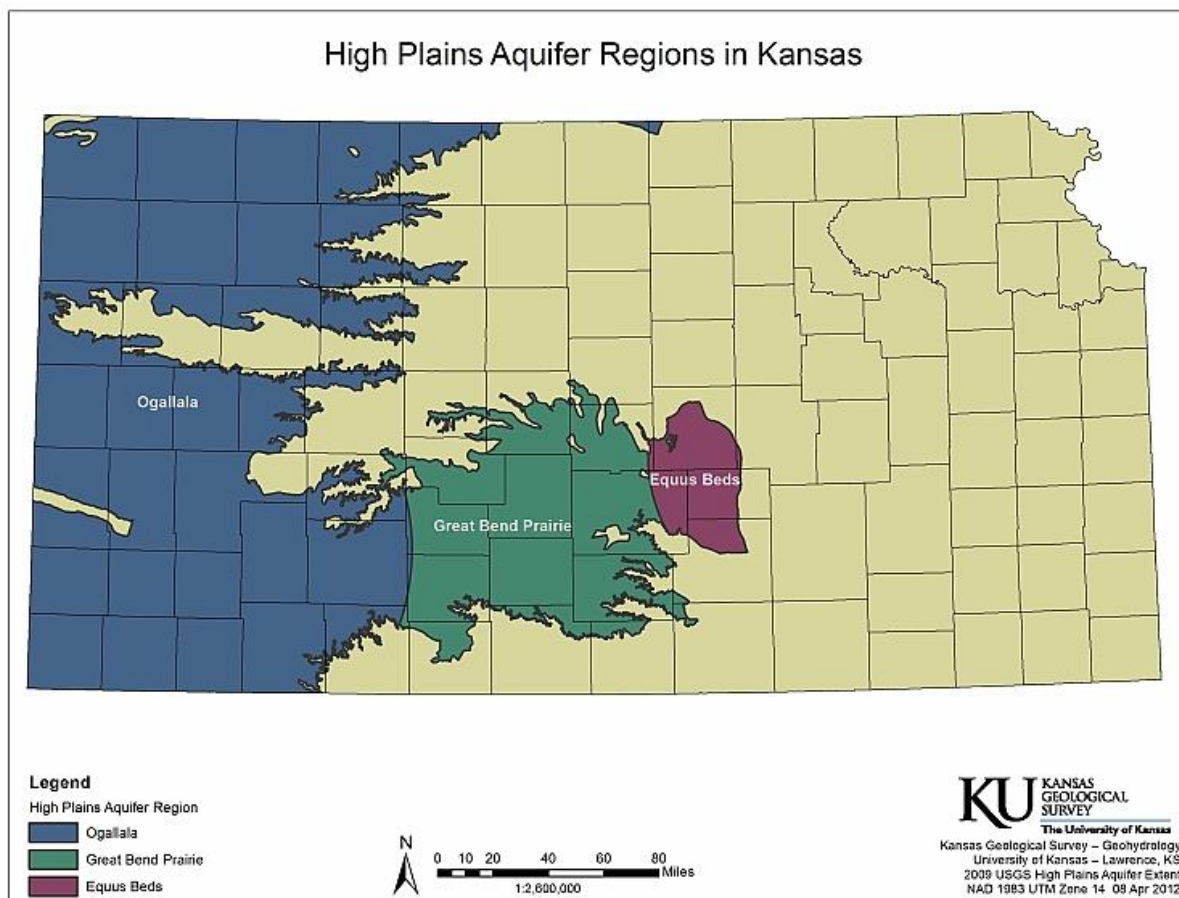 High Plains Aquifer Regions in Kansas
Ogallala
Equus Beds
Great Bend Prairie
Legend
High Plains Aquifer Region
Ogallala
Great Bend Prairie
Equus Beds
N
0 10 20 40 60 80
Miles
1:2,600,000
KU KANSAS
GEOLOGICAL
SURVEY
The University of Kansas
Kansas Geological Survey – Geohydrology
University of Kansas – Lawrence, KS
2009 USGS High Plains Aquifer Extent
NAD 1983 UTM Zone 14 08 Apr 2012